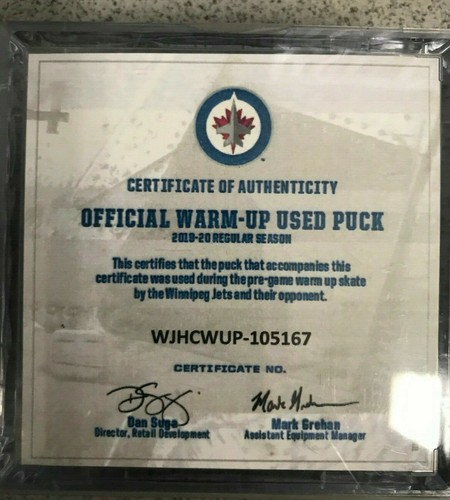 CERTIFICATE OF AUTHENTICITY
OFFICIAL WARM-UP USED PUCK
2019-20 REGULAR SEASON
This certifies that the puck that accompanies this
certificate was used during the pre-game warm up skate
by the Winnipeg Jets and their opponent.
WJHCWUP-105167
CERTIFICATE NO.
Mark Grehan
Dan Suga Mark Grehan
Director, Retail Development Assistant Equipment Manager